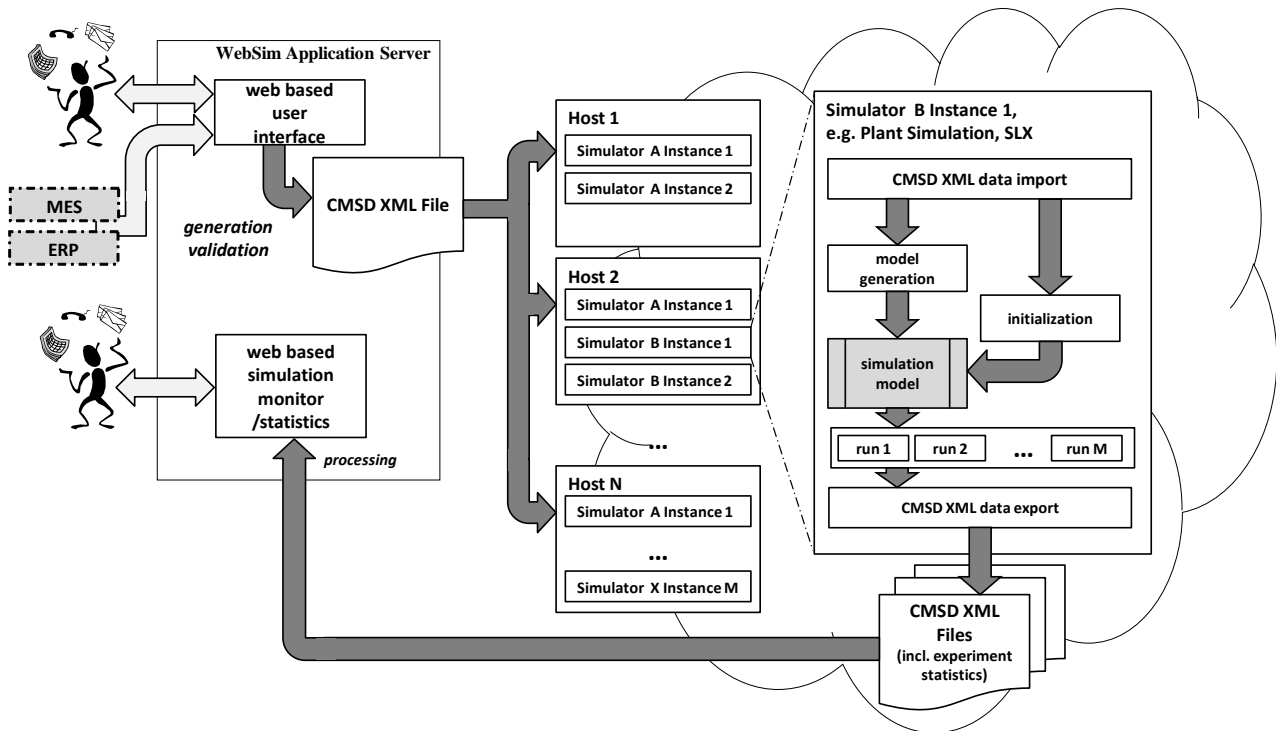 WebSim Application Server
web based
user
interface
MES
ERP
generation
validation
CMSD XML File
web based
simulation
monitor
/statistics
processing
Host 1
Simulator A Instance 1
Simulator A Instance 2
Host 2
Simulator A Instance 1
Simulator B Instance 1
Simulator B Instance 2
...
Host N
Simulator A Instance 1
...
Simulator X Instance M
Simulator B Instance 1,
e.g. Plant Simulation, SLX
CMSD XML data import
model
generation
initialization
simulation
model
run 1
run 2
...
run M
CMSD XML data export
CMSD XML
Files
(incl. experiment
statistics)